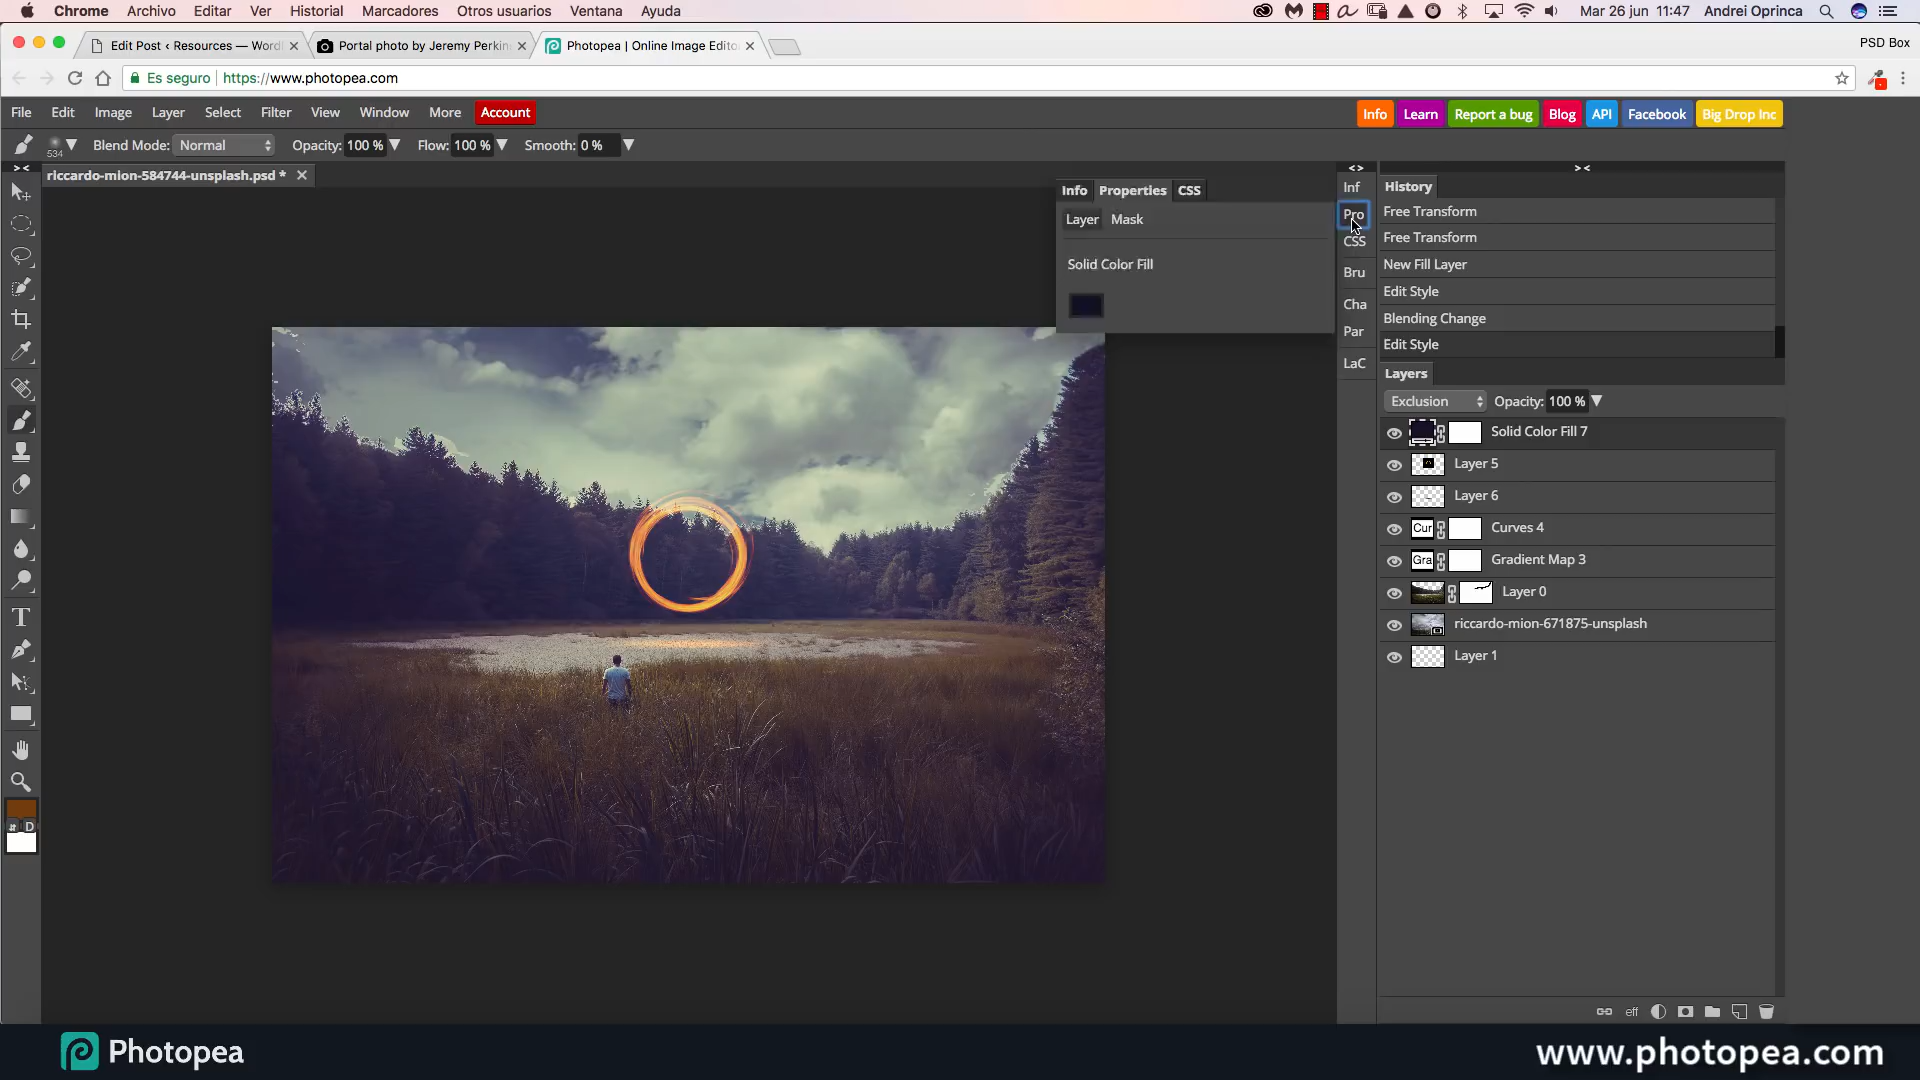 Chrome Archivo Editar Ver Historial Marcadores Otros usuarios Ventana Ayuda Mar 26 jun 11:47 Andrei Oprinca
Edit Post ‹ Resources — Word Portal photo by Jeremy Perkin Photopea | Online Image Edito PSD Box
Es seguro https://www.photopea.com
File Edit Image Layer Select Filter View Window More Account Info Learn Report a bug Blog API Facebook Big Drop Inc
534 Blend Mode: Normal Opacity: 100 % Flow: 100 % Smooth: 0 %
riccardo-mion-584744-unsplash.psd *
Info Properties CSS
Layer Mask
Solid Color Fill
Inf
Pro
CSS
Bru
Cha
Par
LaC
History
Free Transform
Free Transform
New Fill Layer
Edit Style
Blending Change
Edit Style
Layers
Exclusion Opacity: 100 %
Solid Color Fill 7
Layer 5
Layer 6
Cur Curves 4
Gra Gradient Map 3
Layer 0
riccardo-mion-671875-unsplash
Layer 1
T
D
eff
Photopea www.photopea.com